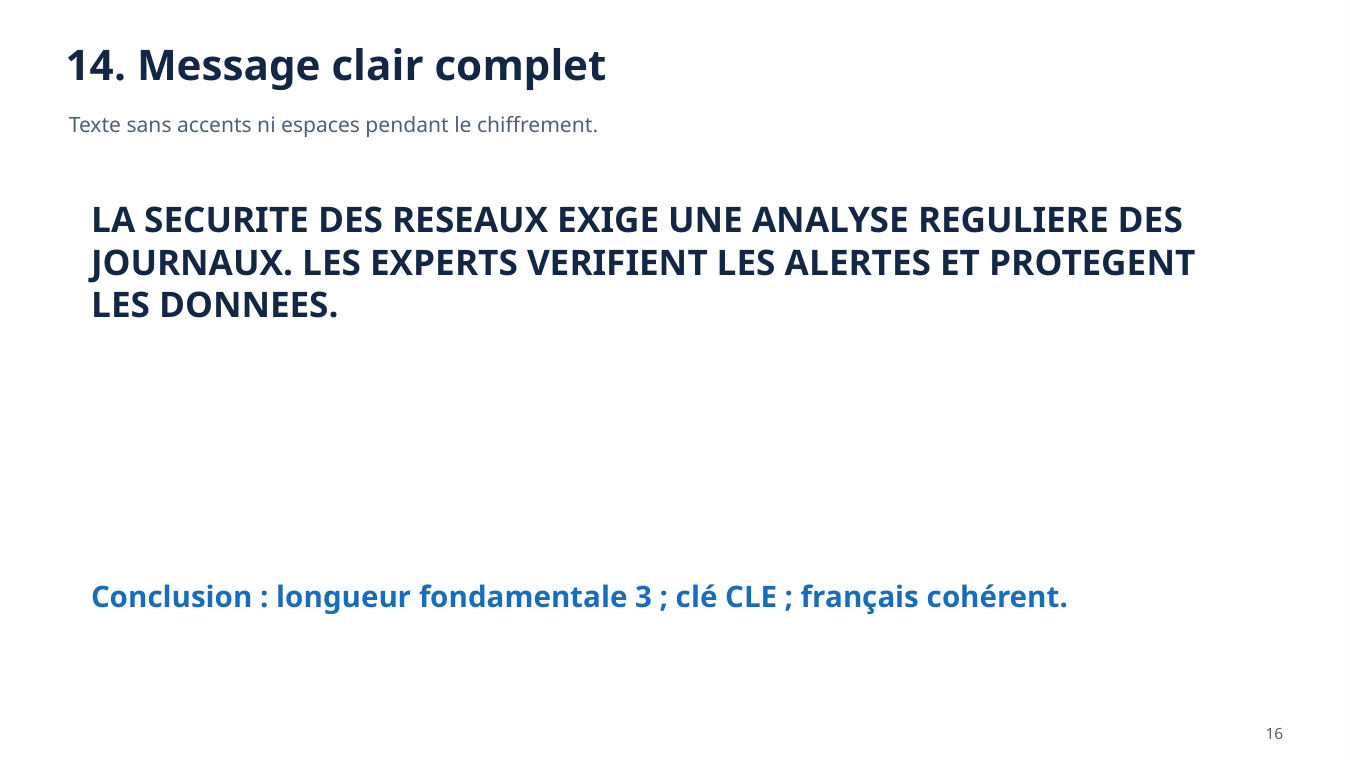 14. Message clair complet
Texte sans accents ni espaces pendant le chiffrement.
LA SECURITE DES RESEAUX EXIGE UNE ANALYSE REGULIERE DES
JOURNAUX. LES EXPERTS VERIFIENT LES ALERTES ET PROTEGENT
LES DONNEES.
Conclusion : longueur fondamentale 3 ; clé CLE ; français cohérent.
16